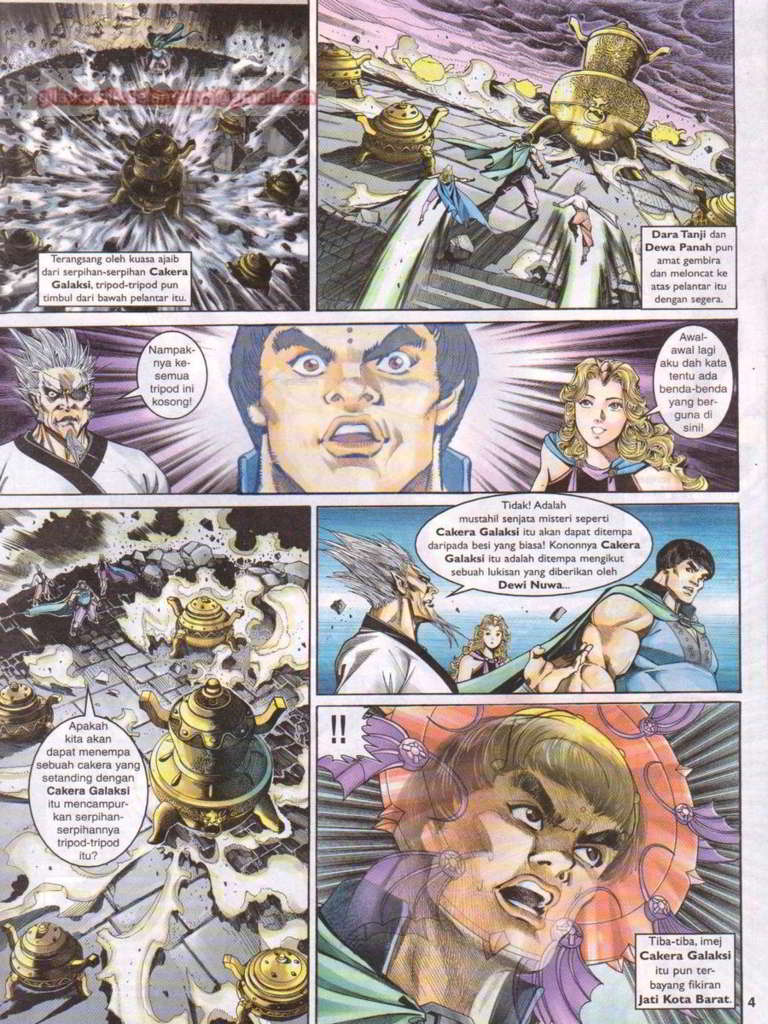 Terangsang oleh kuasa ajaib
dari serpihan-serpihan Cakera
Galaksi, tripod-tripod pun
timbul dari bawah pelantar itu.
Dara Tanji dan
Dewa Panah pun
amat gembira
dan meloncat ke
atas pelantar itu
dengan segera.
Nampak-
nya ke-
semua
tripod ini
kosong!
Awal-
awal lagi
aku dah kata
tentu ada
benda-benda
yang ber-
guna di
sini!
Apakah
kita akan
dapat menempa
sebuah cakera yang
setanding dengan
Cakera Galaksi
itu mencampur-
kan serpihan-
serpihannya
tripod-tripod
itu?
Tidak! Adalah
mustahil senjata misteri seperti
Cakera Galaksi itu akan dapat ditempa
daripada besi yang biasa! Kononnya Cakera
Galaksi itu adalah ditempa mengikut
sebuah lukisan yang diberikan oleh
Dewi Nuwa...
!!
Tiba-tiba, imej
Cakera Galaksi
itu pun ter-
bayang fikiran
Jati Kota Barat.
4